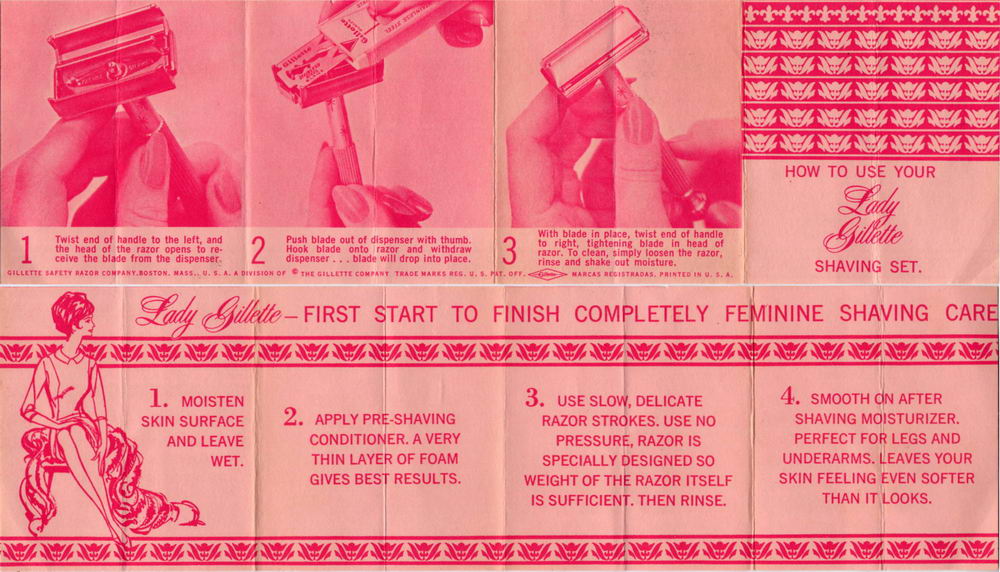 1 Twist end of handle to the left, and
the head of the razor opens to re-
ceive the blade from the dispenser.
2 Push blade out of dispenser with thumb.
Hook blade onto razor and withdraw
dispenser . . . blade will drop into place.
3 With blade in place, twist end of handle
to right, tightening blade in head of
razor. To clean, simply loosen the razor,
rinse and shake out moisture.
GILLETTE SAFETY RAZOR COMPANY.BOSTON. MASS., U. S. A. A DIVISION OF © THE GILLETTE COMPANY TRADE MARKS REG. U. S. PAT. OFF. Gillette MARCAS REGISTRADAS. PRINTED IN U. S. A.
HOW TO USE YOUR
Lady
Gillette
SHAVING SET.
Lady Gillette – FIRST START TO FINISH COMPLETELY FEMININE SHAVING CARE
1. MOISTEN
SKIN SURFACE
AND LEAVE
WET.
2. APPLY PRE-SHAVING
CONDITIONER. A VERY
THIN LAYER OF FOAM
GIVES BEST RESULTS.
3. USE SLOW, DELICATE
RAZOR STROKES. USE NO
PRESSURE, RAZOR IS
SPECIALLY DESIGNED SO
WEIGHT OF THE RAZOR ITSELF
IS SUFFICIENT. THEN RINSE.
4. SMOOTH ON AFTER
SHAVING MOISTURIZER.
PERFECT FOR LEGS AND
UNDERARMS. LEAVES YOUR
SKIN FEELING EVEN SOFTER
THAN IT LOOKS.